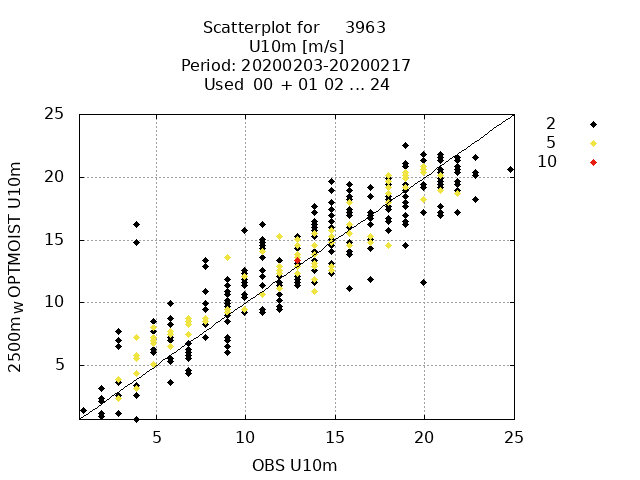 Scatterplot for 3963
U10m [m/s]
Period: 20200203-20200217
Used 00 + 01 02 ... 24
25
20
15
10
5
2
5
10
2500mw OPTMOIST U10m
5 10 15 20 25
OBS U10m